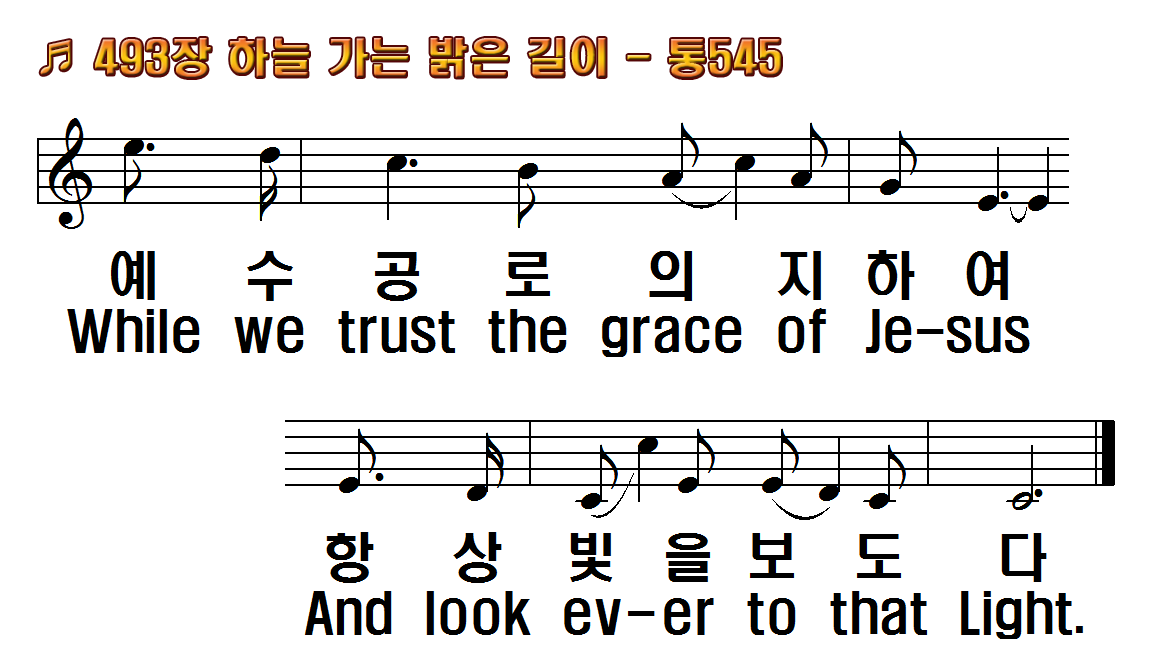 ♬ 493장 하늘 가는 밝은 길이 - 통545
예 수 공 로 의 지 하 여
While we trust the grace of Je-sus
항 상 빛 을 보 도 다
And look ev-er to that Light.